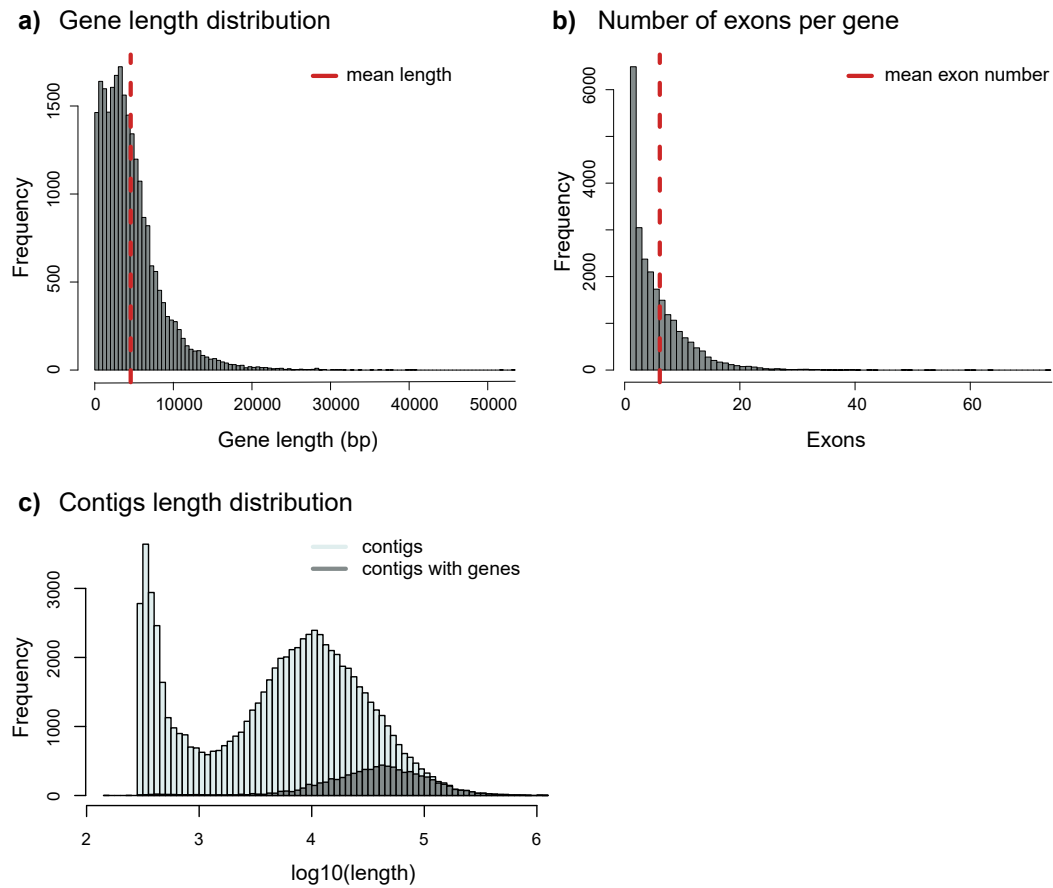 a) Gene length distribution
mean length
Frequency
0
500
1000
1500
0 10000 20000 30000 40000 50000
Gene length (bp)
b) Number of exons per gene
mean exon number
Frequency
0
2000
4000
6000
0 20 40 60
Exons
c) Contigs length distribution
contigs
contigs with genes
Frequency
0
1000
2000
3000
2 3 4 5 6
log10(length)